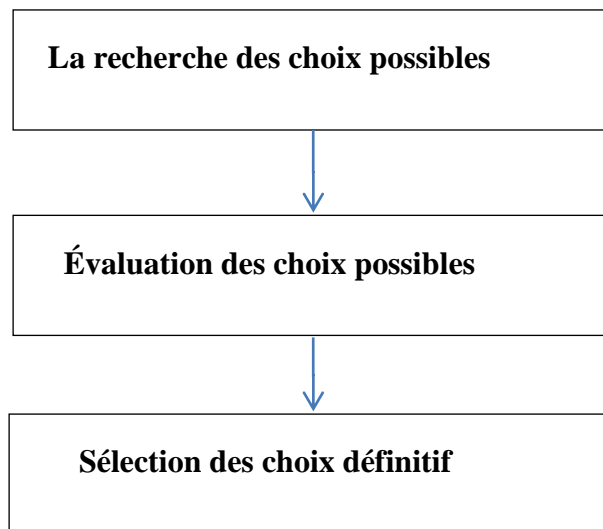 La recherche des choix possibles
Évaluation des choix possibles
Sélection des choix définitif